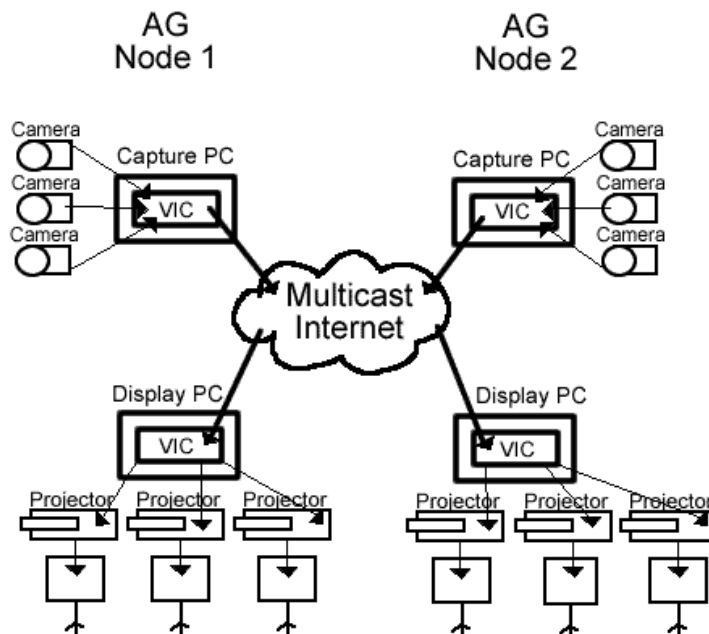 AG
Node 1
AG
Node 2
Camera
Capture PC
Camera
VIC
Camera
Capture PC
Camera
VIC
Camera
Camera
Multicast
Internet
Display PC
VIC
Display PC
VIC
Projector
Projector
Projector
Projector
Projector
Projector